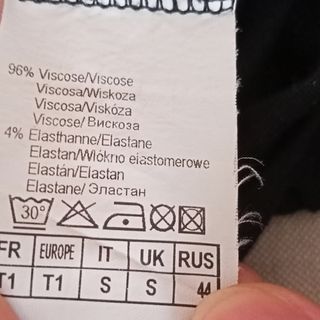 96% Viscose/Viscose
Viscosa/Wiskoza
Viscosa/Viskóza
Viscose/ Вискоза
4% Elasthanne/Elastane
Elastan/Włókno elastomerowe
Elastán/Elastan
Elastane/ Эластан
30°
FR EUROPE IT UK RUS
T1 T1 S S 44